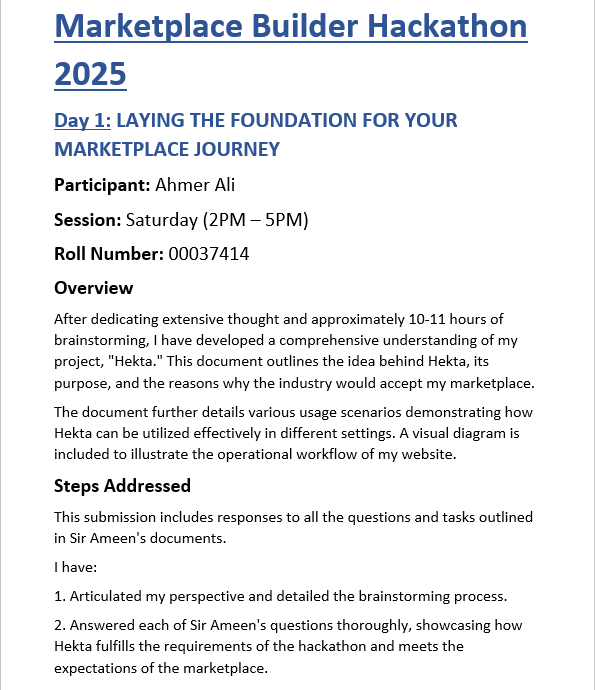 Marketplace Builder Hackathon
2025
Day 1: LAYING THE FOUNDATION FOR YOUR
MARKETPLACE JOURNEY
Participant: Ahmer Ali
Session: Saturday (2PM – 5PM)
Roll Number: 00037414
Overview
After dedicating extensive thought and approximately 10-11 hours of
brainstorming, I have developed a comprehensive understanding of my
project, "Hekta." This document outlines the idea behind Hekta, its
purpose, and the reasons why the industry would accept my marketplace.
The document further details various usage scenarios demonstrating how
Hekta can be utilized effectively in different settings. A visual diagram is
included to illustrate the operational workflow of my website.
Steps Addressed
This submission includes responses to all the questions and tasks outlined
in Sir Ameen's documents.
I have:
1. Articulated my perspective and detailed the brainstorming process.
2. Answered each of Sir Ameen's questions thoroughly, showcasing how
Hekta fulfills the requirements of the hackathon and meets the
expectations of the marketplace.